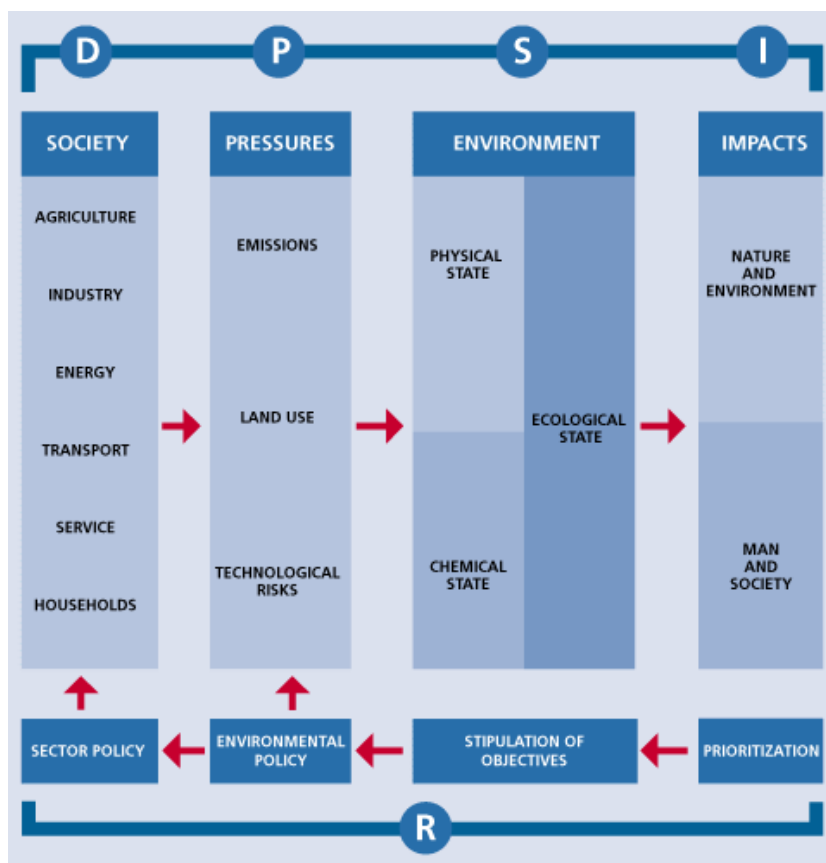 D P S I
SOCIETY
AGRICULTURE
INDUSTRY
ENERGY
TRANSPORT
SERVICE
HOUSEHOLDS
PRESSURES
EMISSIONS
LAND USE
TECHNOLOGICAL
RISKS
ENVIRONMENT
PHYSICAL
STATE
CHEMICAL
STATE
ECOLOGICAL
STATE
IMPACTS
NATURE
AND
ENVIRONMENT
MAN
AND
SOCIETY
SECTOR POLICY
ENVIRONMENTAL
POLICY
STIPULATION OF
OBJECTIVES
PRIORITIZATION
R